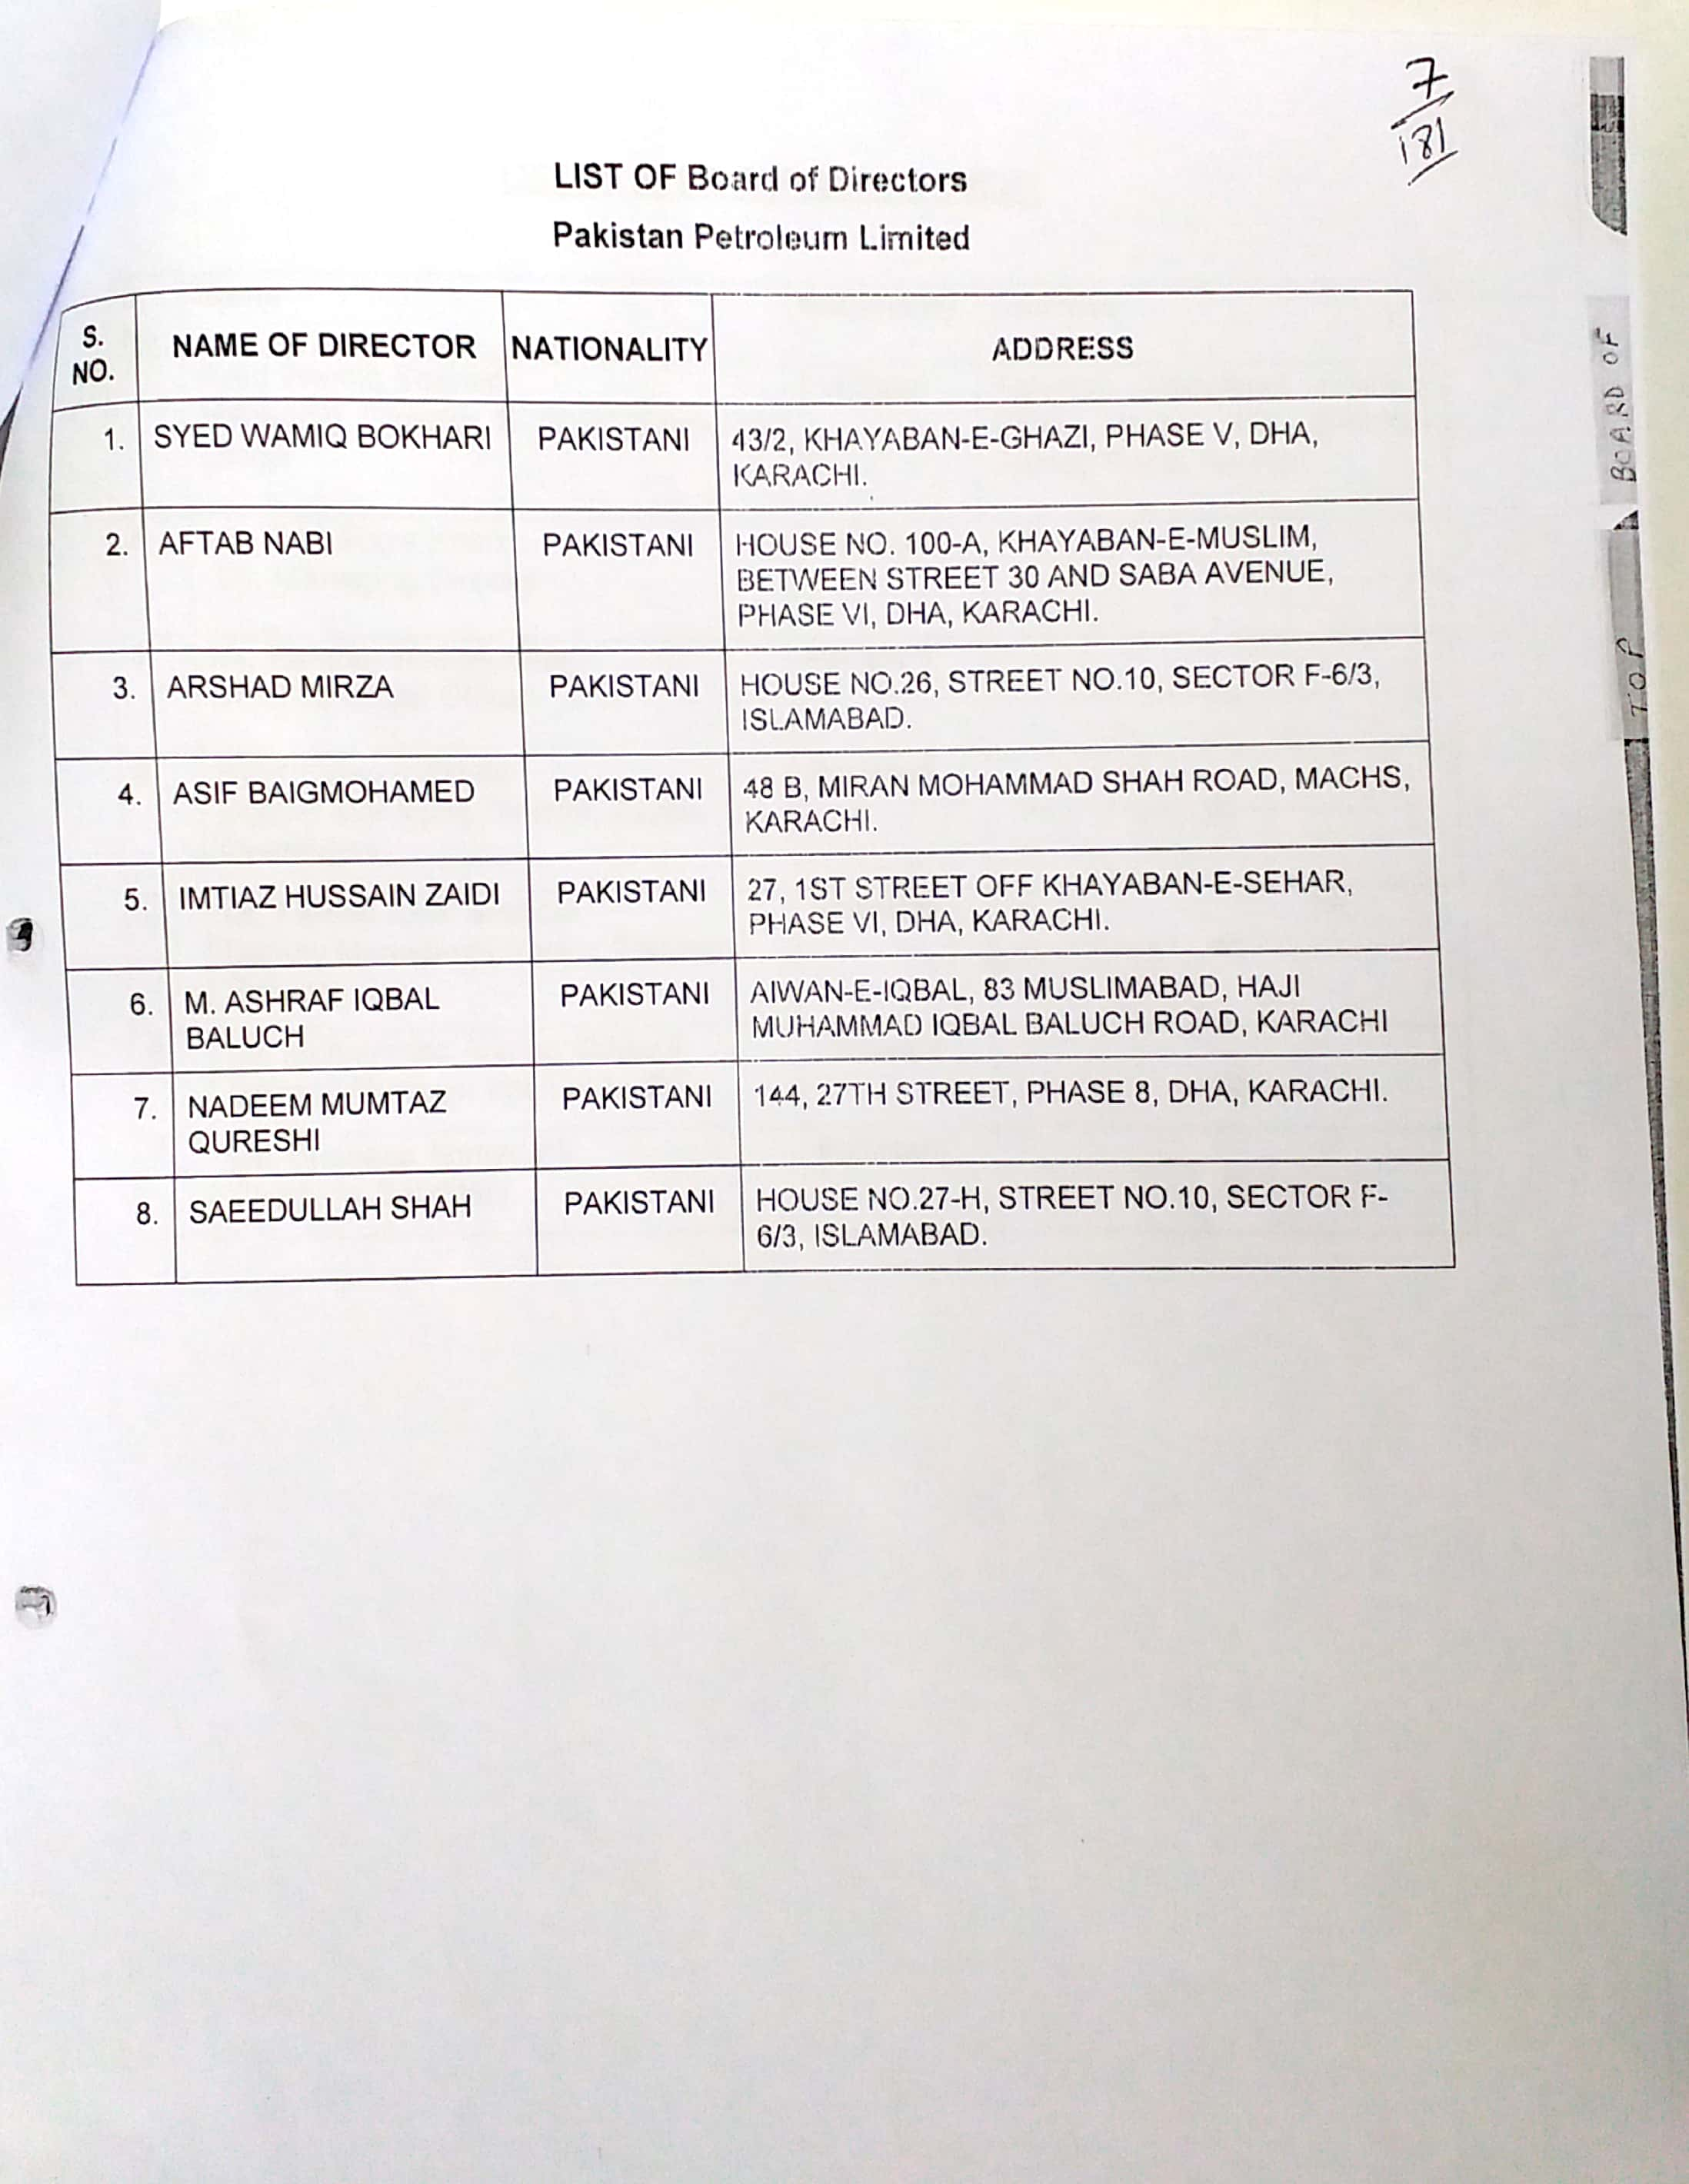 7
181
LIST OF Board of Directors
Pakistan Petroleum Limited
S. NO. NAME OF DIRECTOR NATIONALITY ADDRESS
1. SYED WAMIQ BOKHARI PAKISTANI 43/2, KHAYABAN-E-GHAZI, PHASE V, DHA,
KARACHI.
2. AFTAB NABI PAKISTANI HOUSE NO. 100-A, KHAYABAN-E-MUSLIM,
BETWEEN STREET 30 AND SABA AVENUE,
PHASE VI, DHA, KARACHI.
3. ARSHAD MIRZA PAKISTANI HOUSE NO.26, STREET NO.10, SECTOR F-6/3,
ISLAMABAD.
4. ASIF BAIGMOHAMED PAKISTANI 48 B, MIRAN MOHAMMAD SHAH ROAD, MACHS,
KARACHI.
5. IMTIAZ HUSSAIN ZAIDI PAKISTANI 27, 1ST STREET OFF KHAYABAN-E-SEHAR,
PHASE VI, DHA, KARACHI.
6. M. ASHRAF IQBAL PAKISTANI AIWAN-E-IQBAL, 83 MUSLIMABAD, HAJI
BALUCH MUHAMMAD IQBAL BALUCH ROAD, KARACHI
7. NADEEM MUMTAZ PAKISTANI 144, 27TH STREET, PHASE 8, DHA, KARACHI.
QURESHI
8. SAEEDULLAH SHAH PAKISTANI HOUSE NO.27-H, STREET NO.10, SECTOR F-
6/3, ISLAMABAD.
BOARD OF
TOP